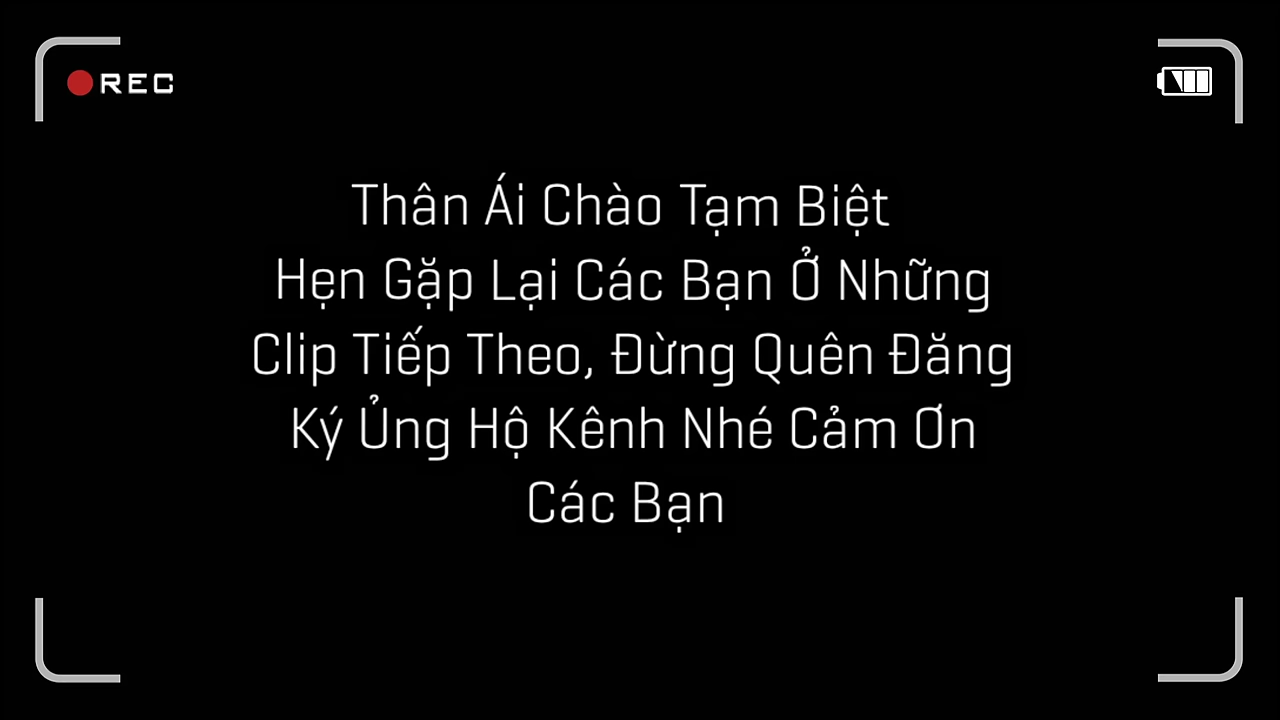 REC
Thân Ái Chào Tạm Biệt
Hẹn Gặp Lại Các Bạn Ở Những
Clip Tiếp Theo, Đừng Quên Đăng
Ký Ủng Hộ Kênh Nhé Cảm Ơn
Các Bạn